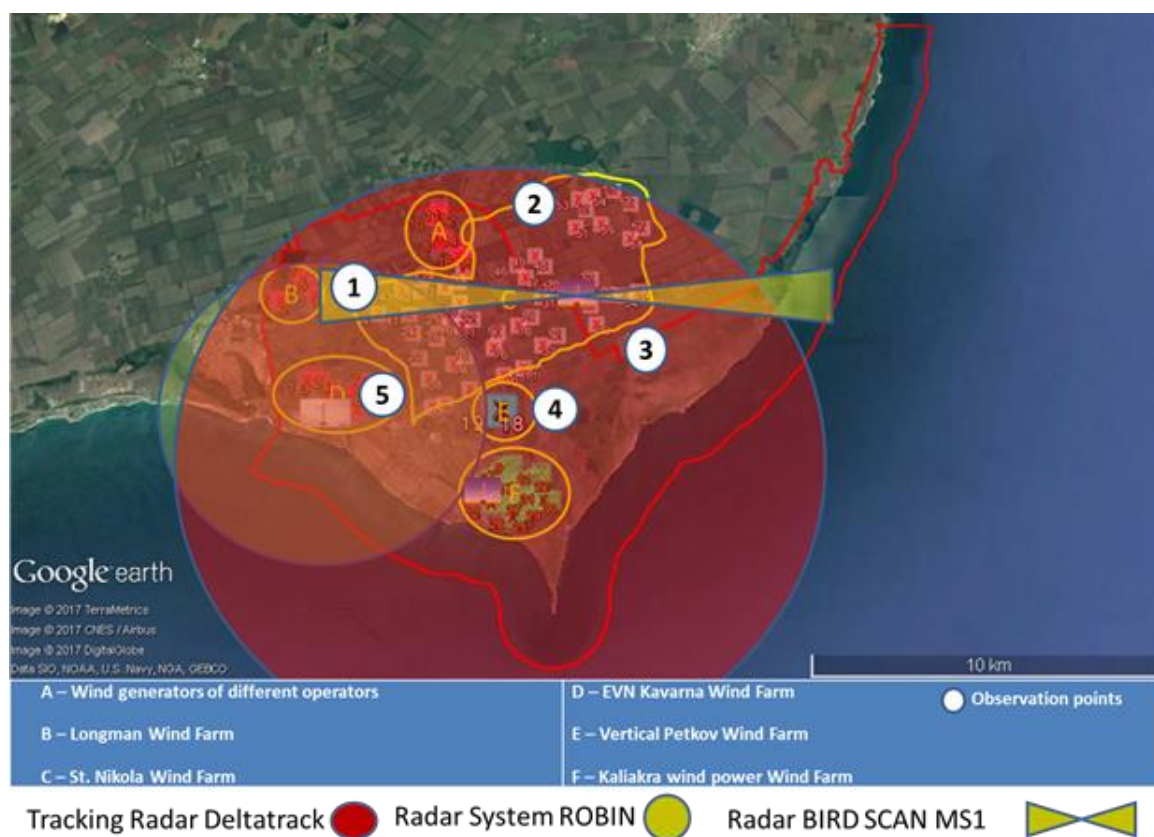 A
2
B
1
C
3
D
5
E
4
19 18
F
Google earth
Image © 2017 TerraMetrics
Image © 2017 CNES / Airbus
Image © 2017 DigitalGlobe
Data SIO, NOAA, U.S. Navy, NGA, GEBCO
10 km
A – Wind generators of different operators
B – Longman Wind Farm
C – St. Nikola Wind Farm
D – EVN Kavarna Wind Farm
E – Vertical Petkov Wind Farm
F – Kaliakra wind power Wind Farm
Observation points
Tracking Radar Deltatrack
Radar System ROBIN
Radar BIRD SCAN MS1